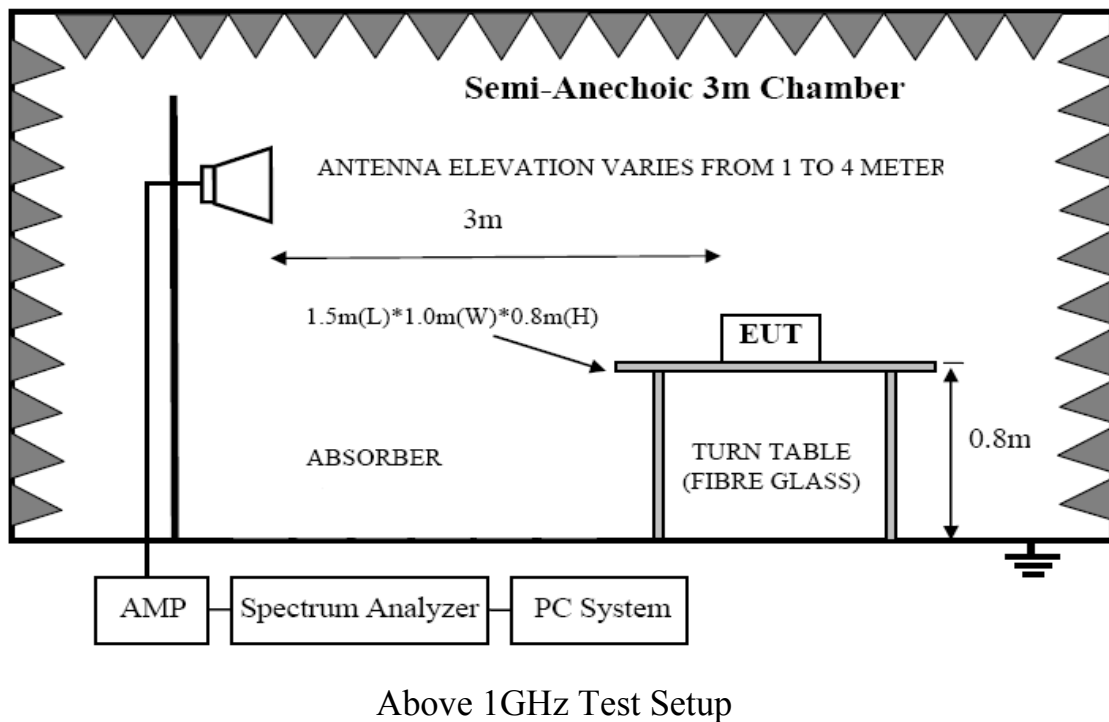 Semi-Anechoic 3m Chamber
ANTENNA ELEVATION VARIES FROM 1 TO 4 METER
3m
1.5m(L)*1.0m(W)*0.8m(H)
EUT
ABSORBER
TURN TABLE
(FIBRE GLASS)
0.8m
AMP
Spectrum Analyzer
PC System
Above 1GHz Test Setup